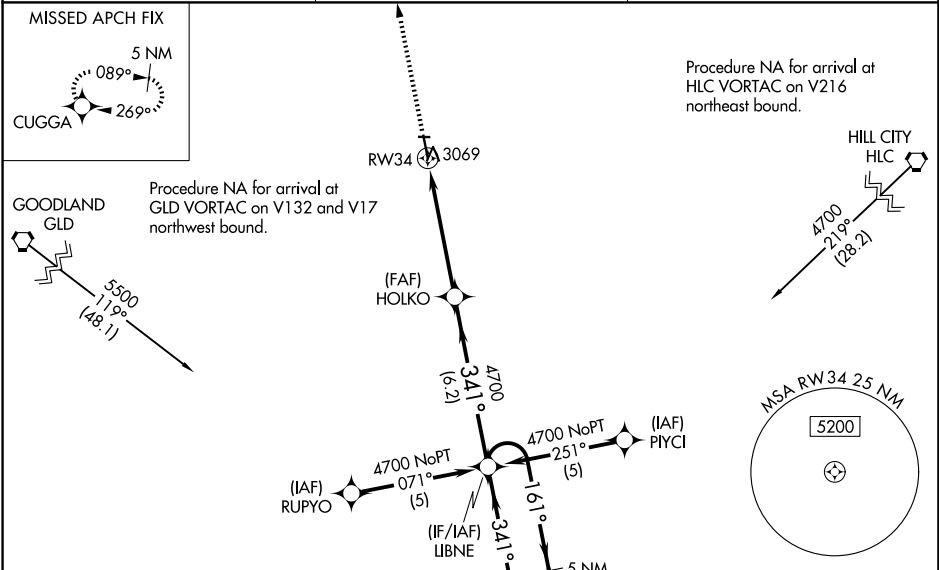 MISSED APCH FIX
5 NM
089°
269°
CUGGA
Procedure NA for arrival at
HLC VORTAC on V216
northeast bound.
HILL CITY
HLC
4700
219°
(28.2)
RW34
3069
Procedure NA for arrival at
GLD VORTAC on V132 and V17
northwest bound.
GOODLAND
GLD
5500
119°
(48.1)
(FAF)
HOLKO
4700
341°
(6.2)
MSA RW34 25 NM
5200
4700 NoPT
251°
(5)
(IAF)
PIYCI
4700 NoPT
071°
(5)
(IAF)
RUPYO
(IF/IAF)
LIBNE
161°
341°
5 NM